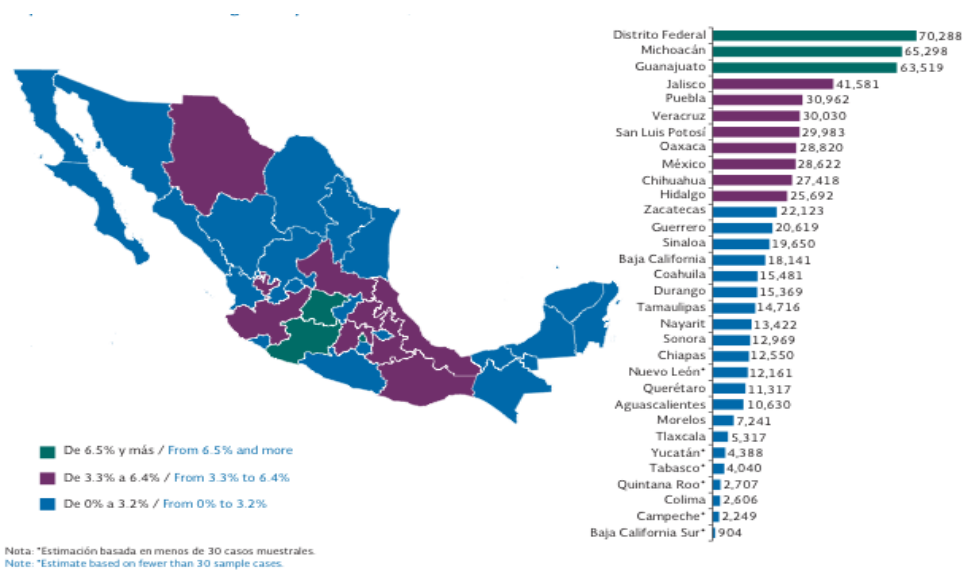 Distrito Federal 70,288
Michoacán 65,298
Guanajuato 63,519
Jalisco 41,581
Puebla 30,962
Veracruz 30,030
San Luis Potosí 29,983
Oaxaca 28,820
México 28,622
Chihuahua 27,418
Hidalgo 25,692
Zacatecas 22,123
Guerrero 20,619
Sinaloa 19,650
Baja California 18,141
Coahuila 15,481
Durango 15,369
Tamaulipas 14,716
Nayarit 13,422
Sonora 12,969
Chiapas 12,550
Nuevo León* 12,161
Querétaro 11,317
Aguascalientes 10,630
Morelos 7,241
Tlaxcala 5,317
Yucatán* 4,388
Tabasco* 4,040
Quintana Roo* 2,707
Colima 2,606
Campeche* 2,249
Baja California Sur* 904
De 6.5% y más / From 6.5% and more
De 3.3% a 6.4% / From 3.3% to 6.4%
De 0% a 3.2% / From 0% to 3.2%
Nota: *Estimación basada en menos de 30 casos muestrales.
Note: *Estimate based on fewer than 30 sample cases.